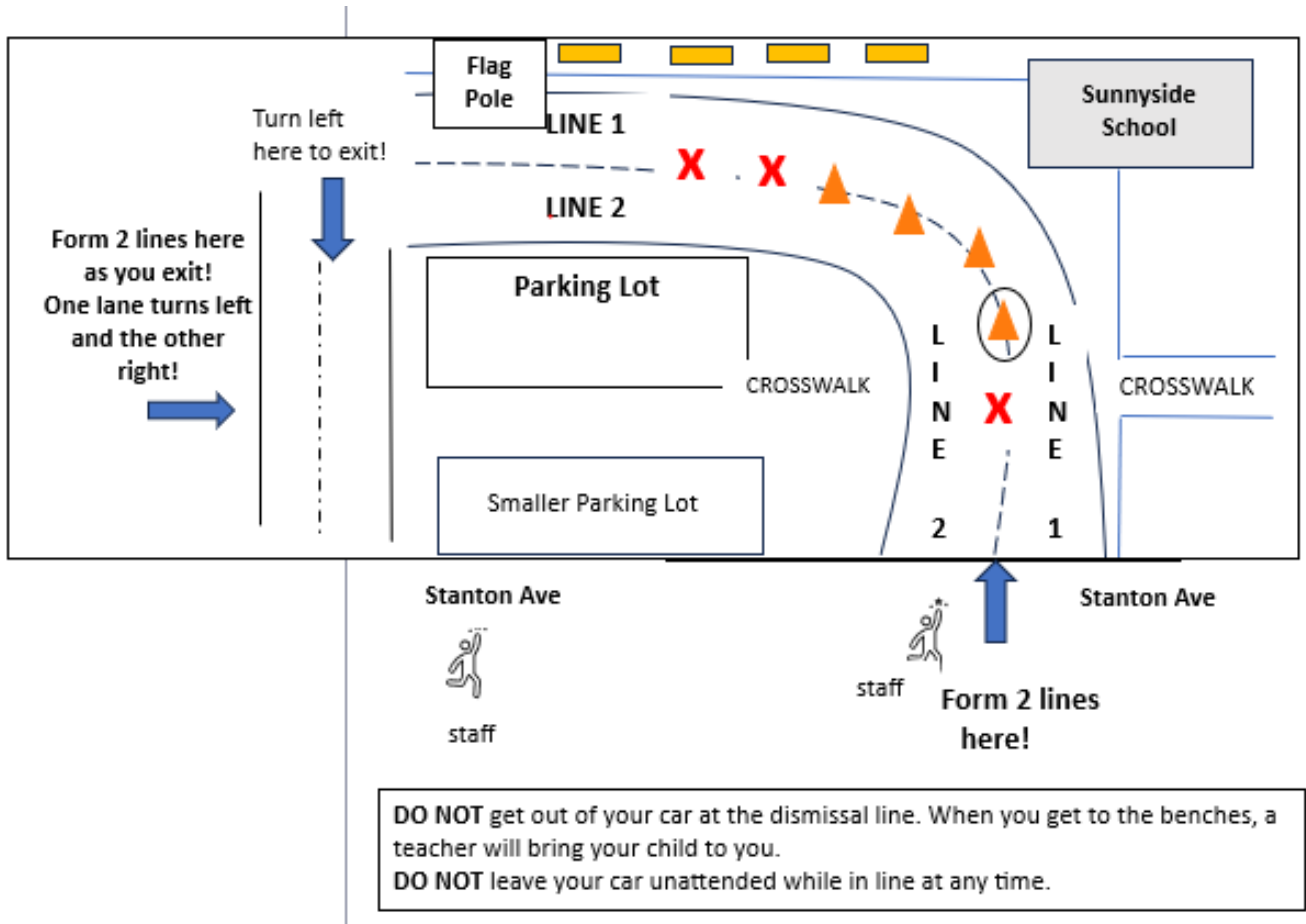 Flag
Pole
Sunnyside
School
Turn left
here to exit!
LINE 1
X X
LINE 2
Form 2 lines here
as you exit!
One lane turns left
and the other
right!
Parking Lot
LINE
2
LINE
1
X
CROSSWALK
CROSSWALK
Smaller Parking Lot
Stanton Ave
Stanton Ave
staff
staff
Form 2 lines
here!
DO NOT get out of your car at the dismissal line. When you get to the benches, a
teacher will bring your child to you.
DO NOT leave your car unattended while in line at any time.